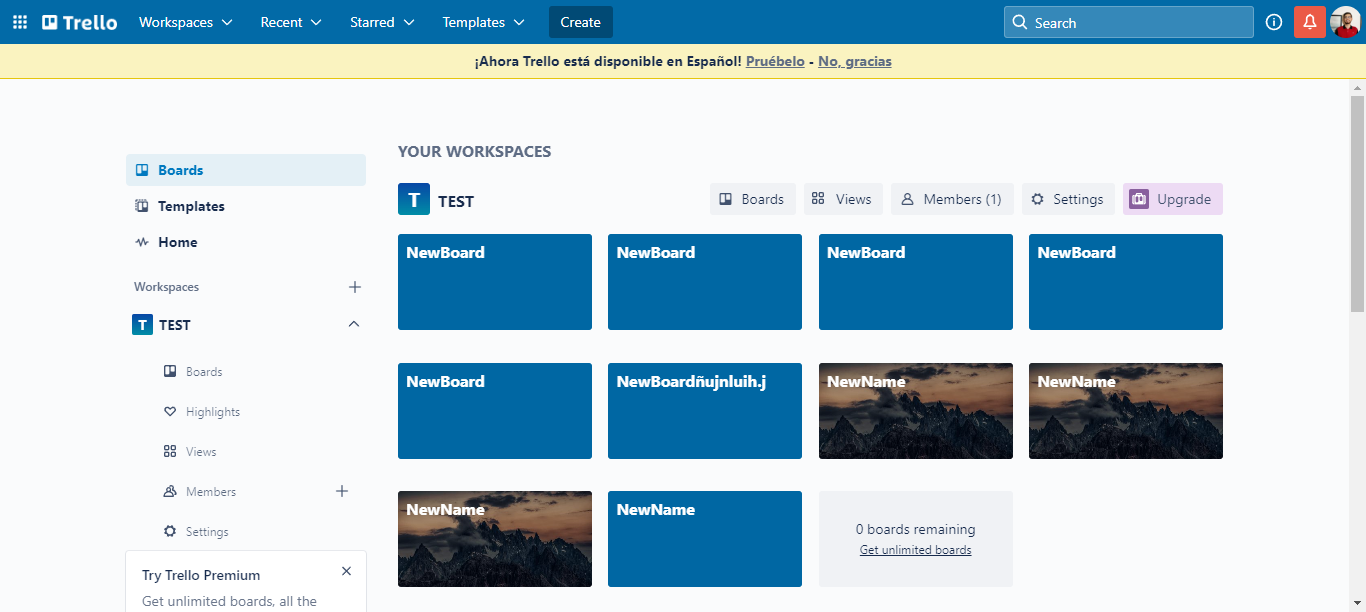 Trello Workspaces Recent Starred Templates Create Search
¡Ahora Trello está disponible en Español! Pruébelo - No, gracias
Boards
Templates
Home
Workspaces
T TEST
Boards
Highlights
Views
Members
Settings
Try Trello Premium
Get unlimited boards, all the
YOUR WORKSPACES
T TEST Boards Views Members (1) Settings Upgrade
NewBoard NewBoard NewBoard NewBoard
NewBoard NewBoardñujnluih.j NewName NewName
NewName NewName
0 boards remaining
Get unlimited boards